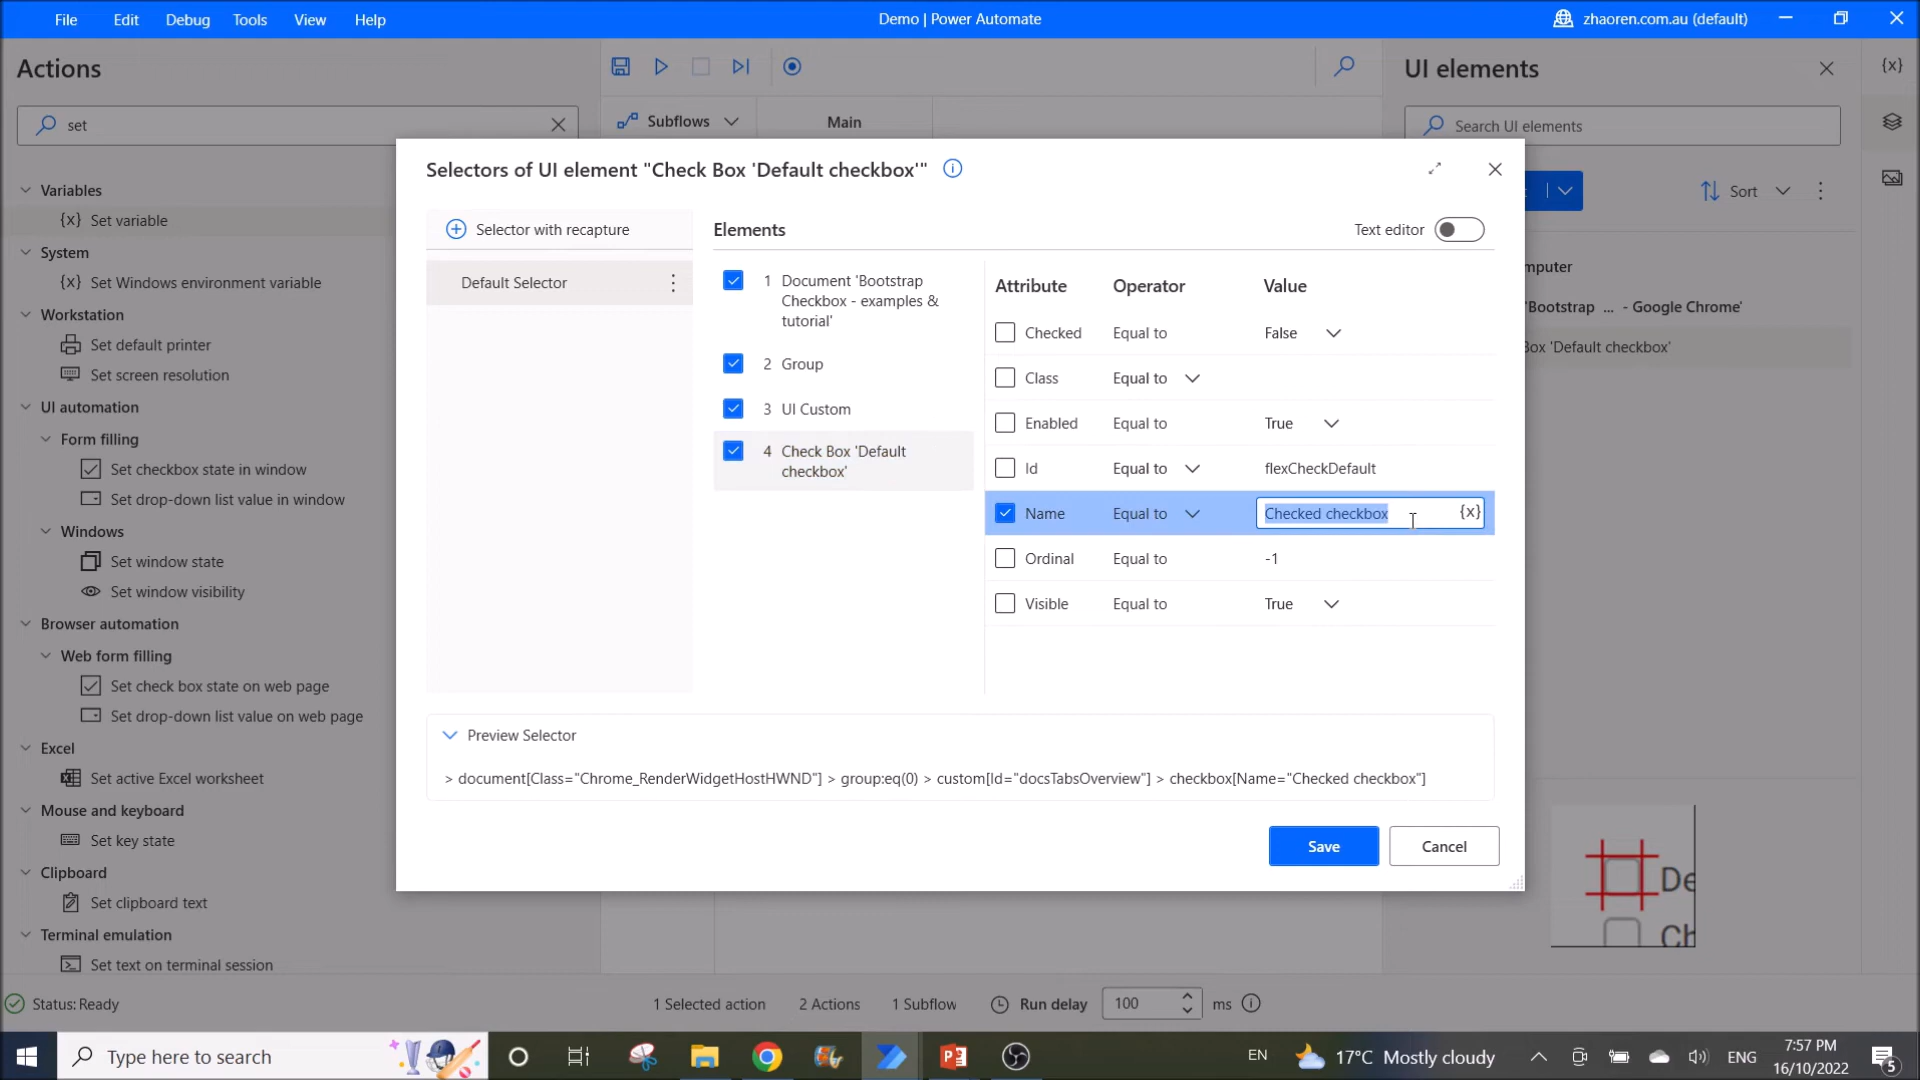 File Edit Debug Tools View Help
Demo | Power Automate
zhaoren.com.au (default)
Actions
set
Variables
{x} Set variable
System
{x} Set Windows environment variable
Workstation
Set default printer
Set screen resolution
UI automation
Form filling
Set checkbox state in window
Set drop-down list value in window
Windows
Set window state
Set window visibility
Browser automation
Web form filling
Set check box state on web page
Set drop-down list value on web page
Excel
Set active Excel worksheet
Mouse and keyboard
Set key state
Clipboard
Set clipboard text
Terminal emulation
Set text on terminal session
Subflows
Main
UI elements
{x}
Search UI elements
Sort
mputer
'Bootstrap ... - Google Chrome'
Box 'Default checkbox'
Selectors of UI element "Check Box 'Default checkbox'"
Selector with recapture
Default Selector
Elements
Text editor
1 Document 'Bootstrap
Checkbox - examples &
tutorial'
2 Group
3 UI Custom
4 Check Box 'Default
checkbox'
Attribute Operator Value
Checked Equal to False
Class Equal to
Enabled Equal to True
Id Equal to flexCheckDefault
Name Equal to Checked checkbox {x}
Ordinal Equal to -1
Visible Equal to True
Preview Selector
> document[Class="Chrome_RenderWidgetHostHWND"] > group:eq(0) > custom[Id="docsTabsOverview"] > checkbox[Name="Checked checkbox"]
Save
Cancel
De
Ch
Status: Ready
1 Selected action
2 Actions
1 Subflow
Run delay
100
ms
Type here to search
EN
17°C Mostly cloudy
ENG
7:57 PM
16/10/2022
5